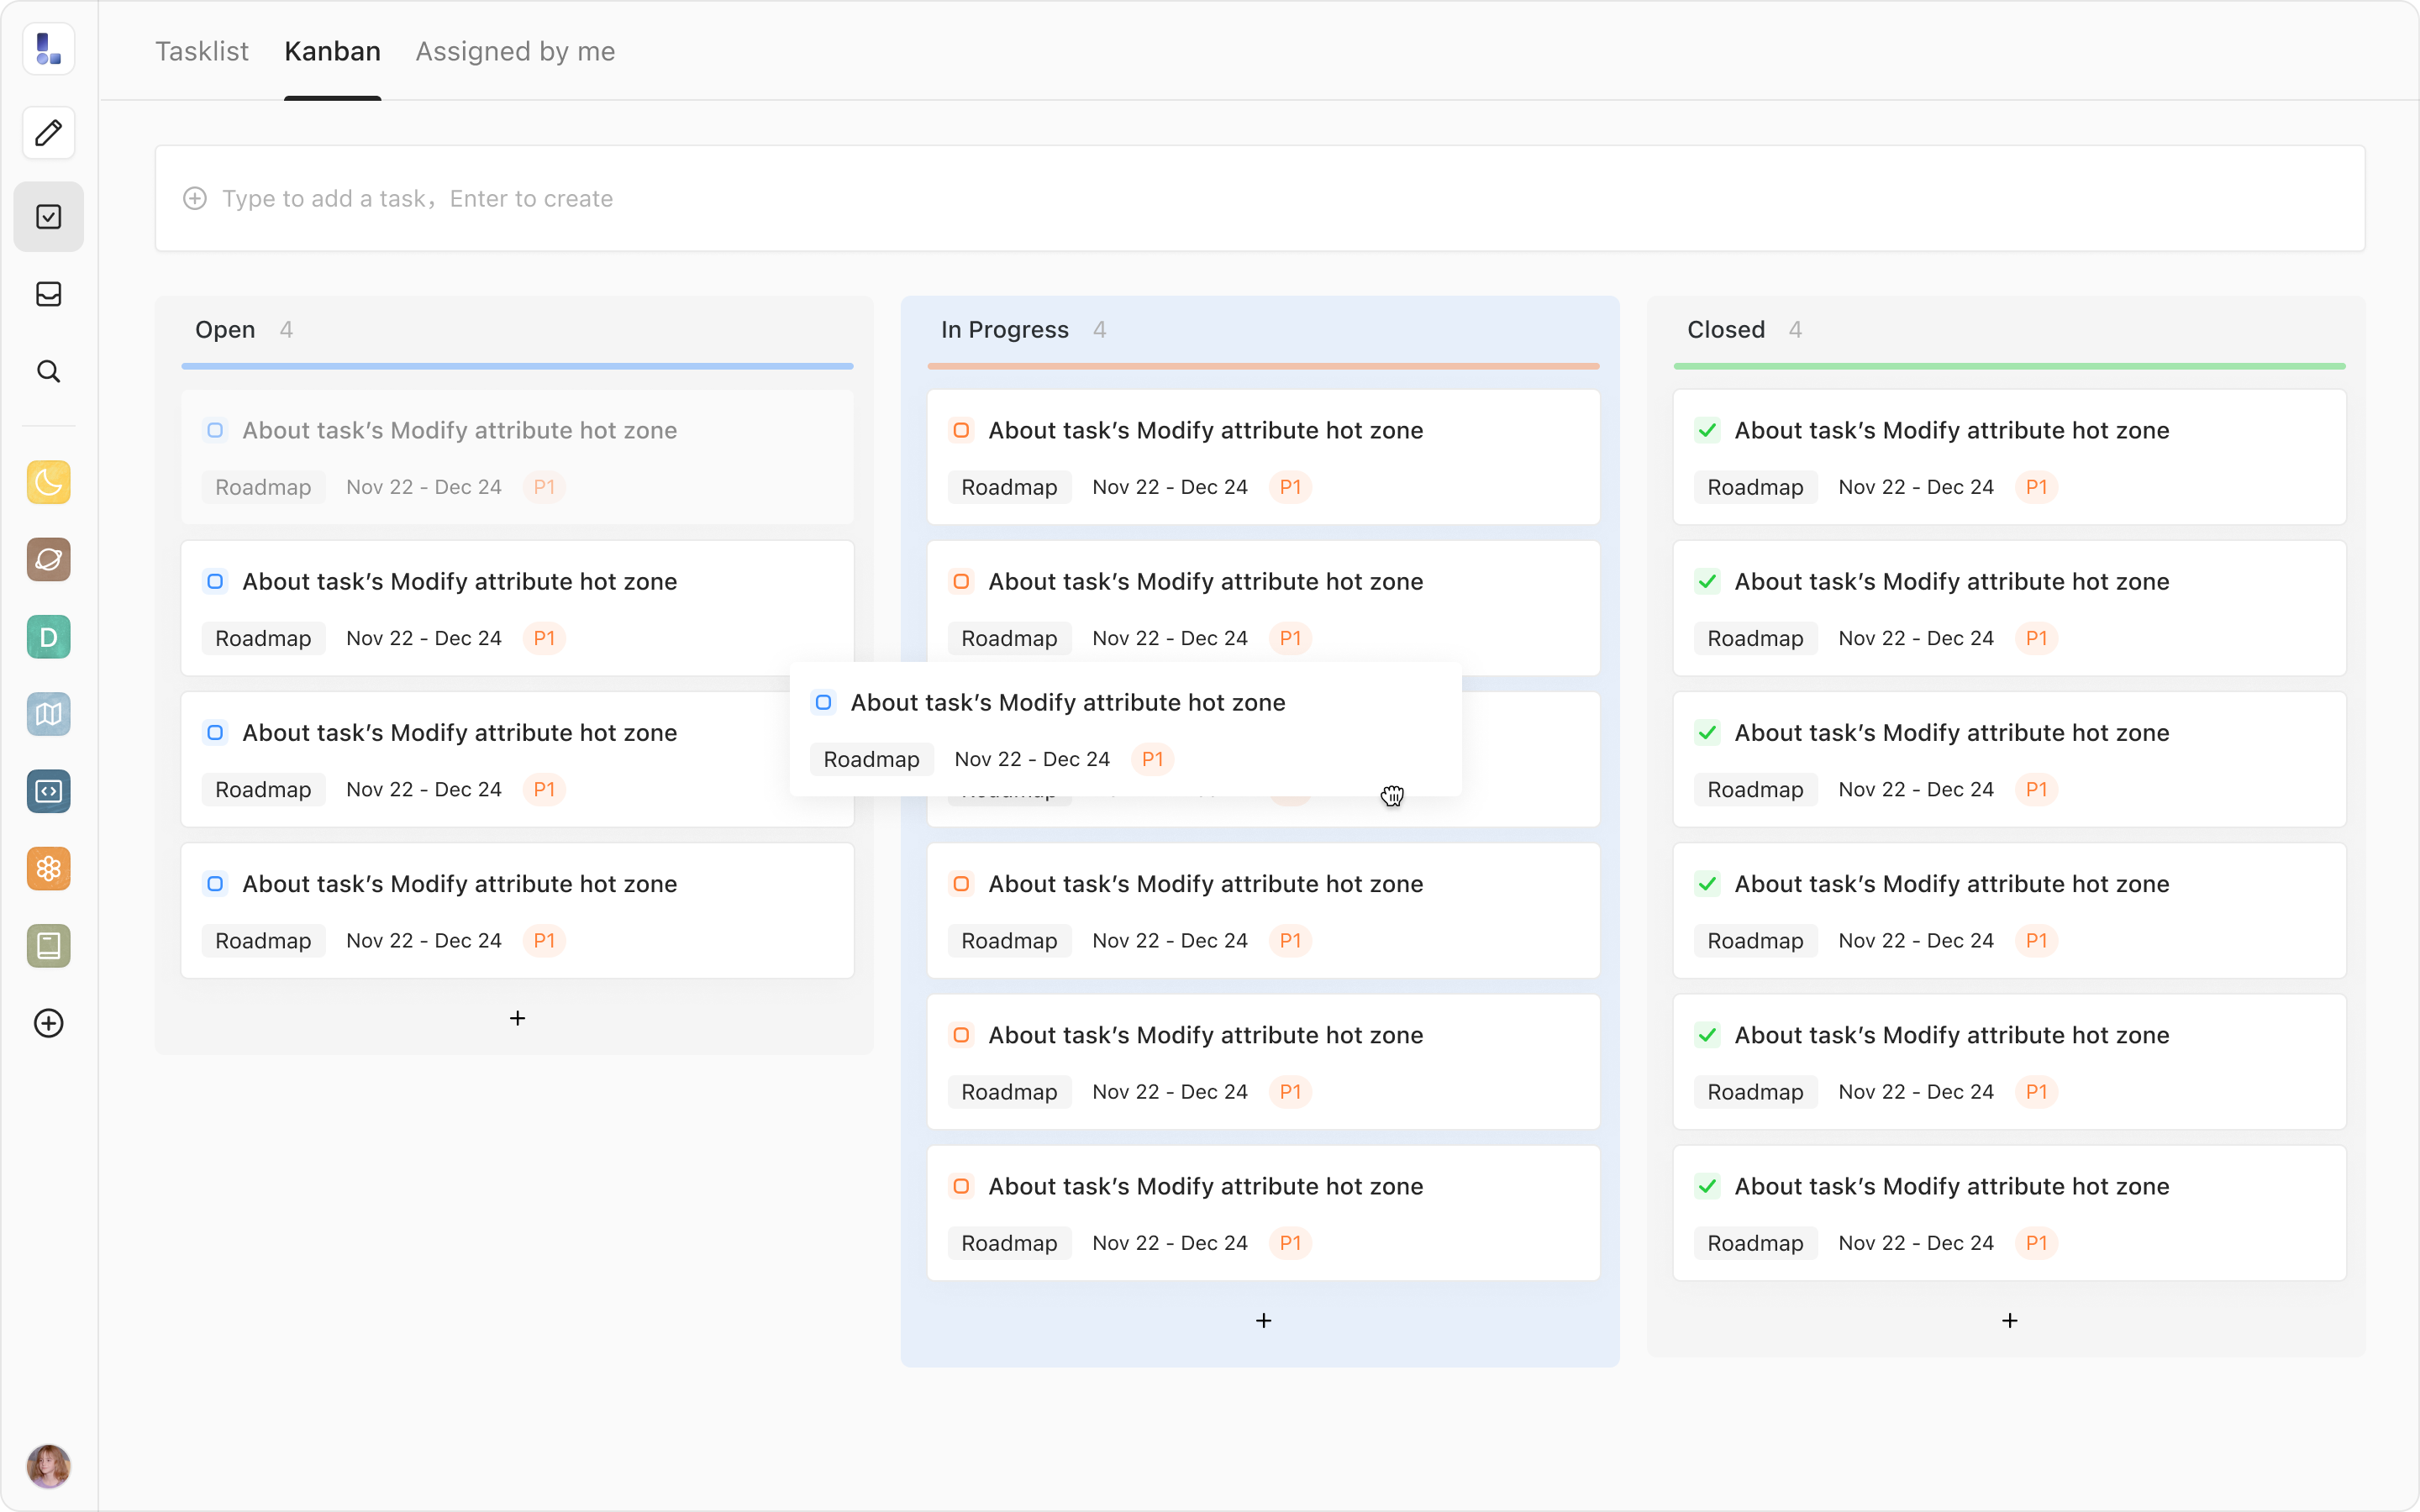 Tasklist Kanban Assigned by me
Type to add a task，Enter to create
Open 4
About task’s Modify attribute hot zone
Roadmap Nov 22 - Dec 24 P1
About task’s Modify attribute hot zone
Roadmap Nov 22 - Dec 24 P1
About task’s Modify attribute hot zone
Roadmap Nov 22 - Dec 24 P1
About task’s Modify attribute hot zone
Roadmap Nov 22 - Dec 24 P1
In Progress 4
About task’s Modify attribute hot zone
Roadmap Nov 22 - Dec 24 P1
About task’s Modify attribute hot zone
Roadmap Nov 22 - Dec 24 P1
About task’s Modify attribute hot zone
Roadmap Nov 22 - Dec 24 P1
About task’s Modify attribute hot zone
Roadmap Nov 22 - Dec 24 P1
About task’s Modify attribute hot zone
Roadmap Nov 22 - Dec 24 P1
About task’s Modify attribute hot zone
Roadmap Nov 22 - Dec 24 P1
Closed 4
About task’s Modify attribute hot zone
Roadmap Nov 22 - Dec 24 P1
About task’s Modify attribute hot zone
Roadmap Nov 22 - Dec 24 P1
About task’s Modify attribute hot zone
Roadmap Nov 22 - Dec 24 P1
About task’s Modify attribute hot zone
Roadmap Nov 22 - Dec 24 P1
About task’s Modify attribute hot zone
Roadmap Nov 22 - Dec 24 P1
About task’s Modify attribute hot zone
Roadmap Nov 22 - Dec 24 P1
D